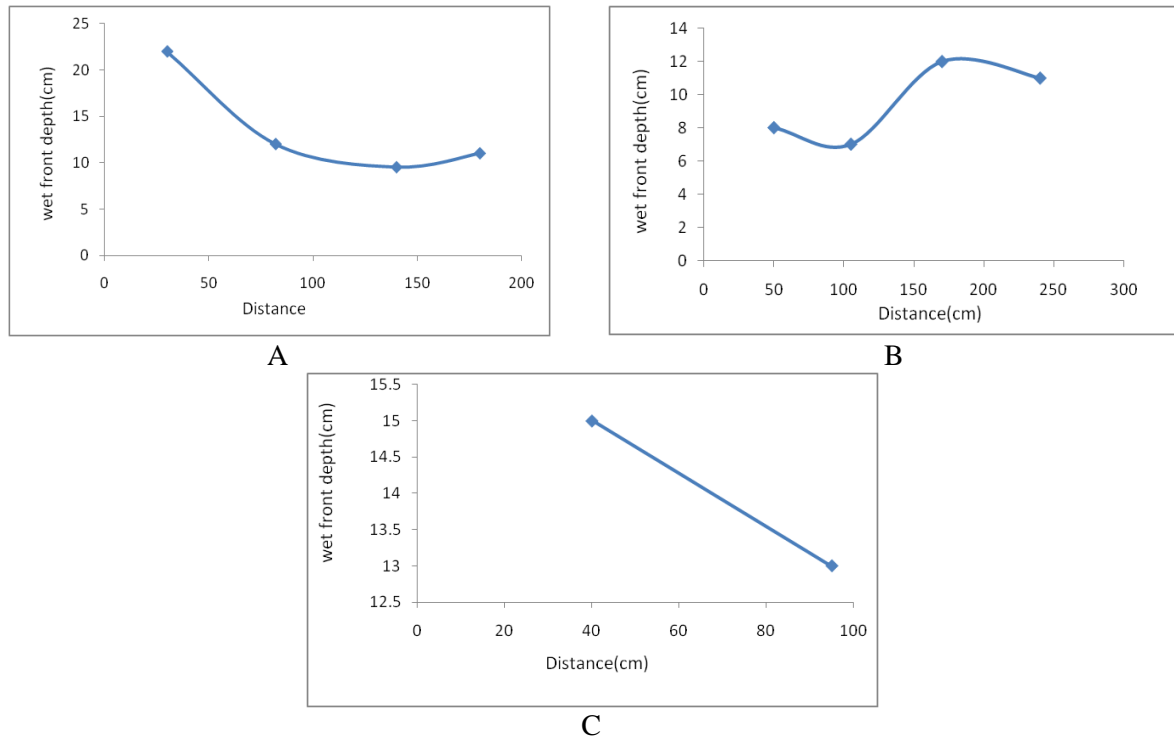 25
20
15
10
5
0
wet front depth(cm)
0 50 100 150 200
Distance
A
14
12
10
8
6
4
2
0
wet front depth(cm)
0 50 100 150 200 250 300
Distance(cm)
B
15.5
15
14.5
14
13.5
13
12.5
wet front depth(cm)
0 20 40 60 80 100
Distance(cm)
C